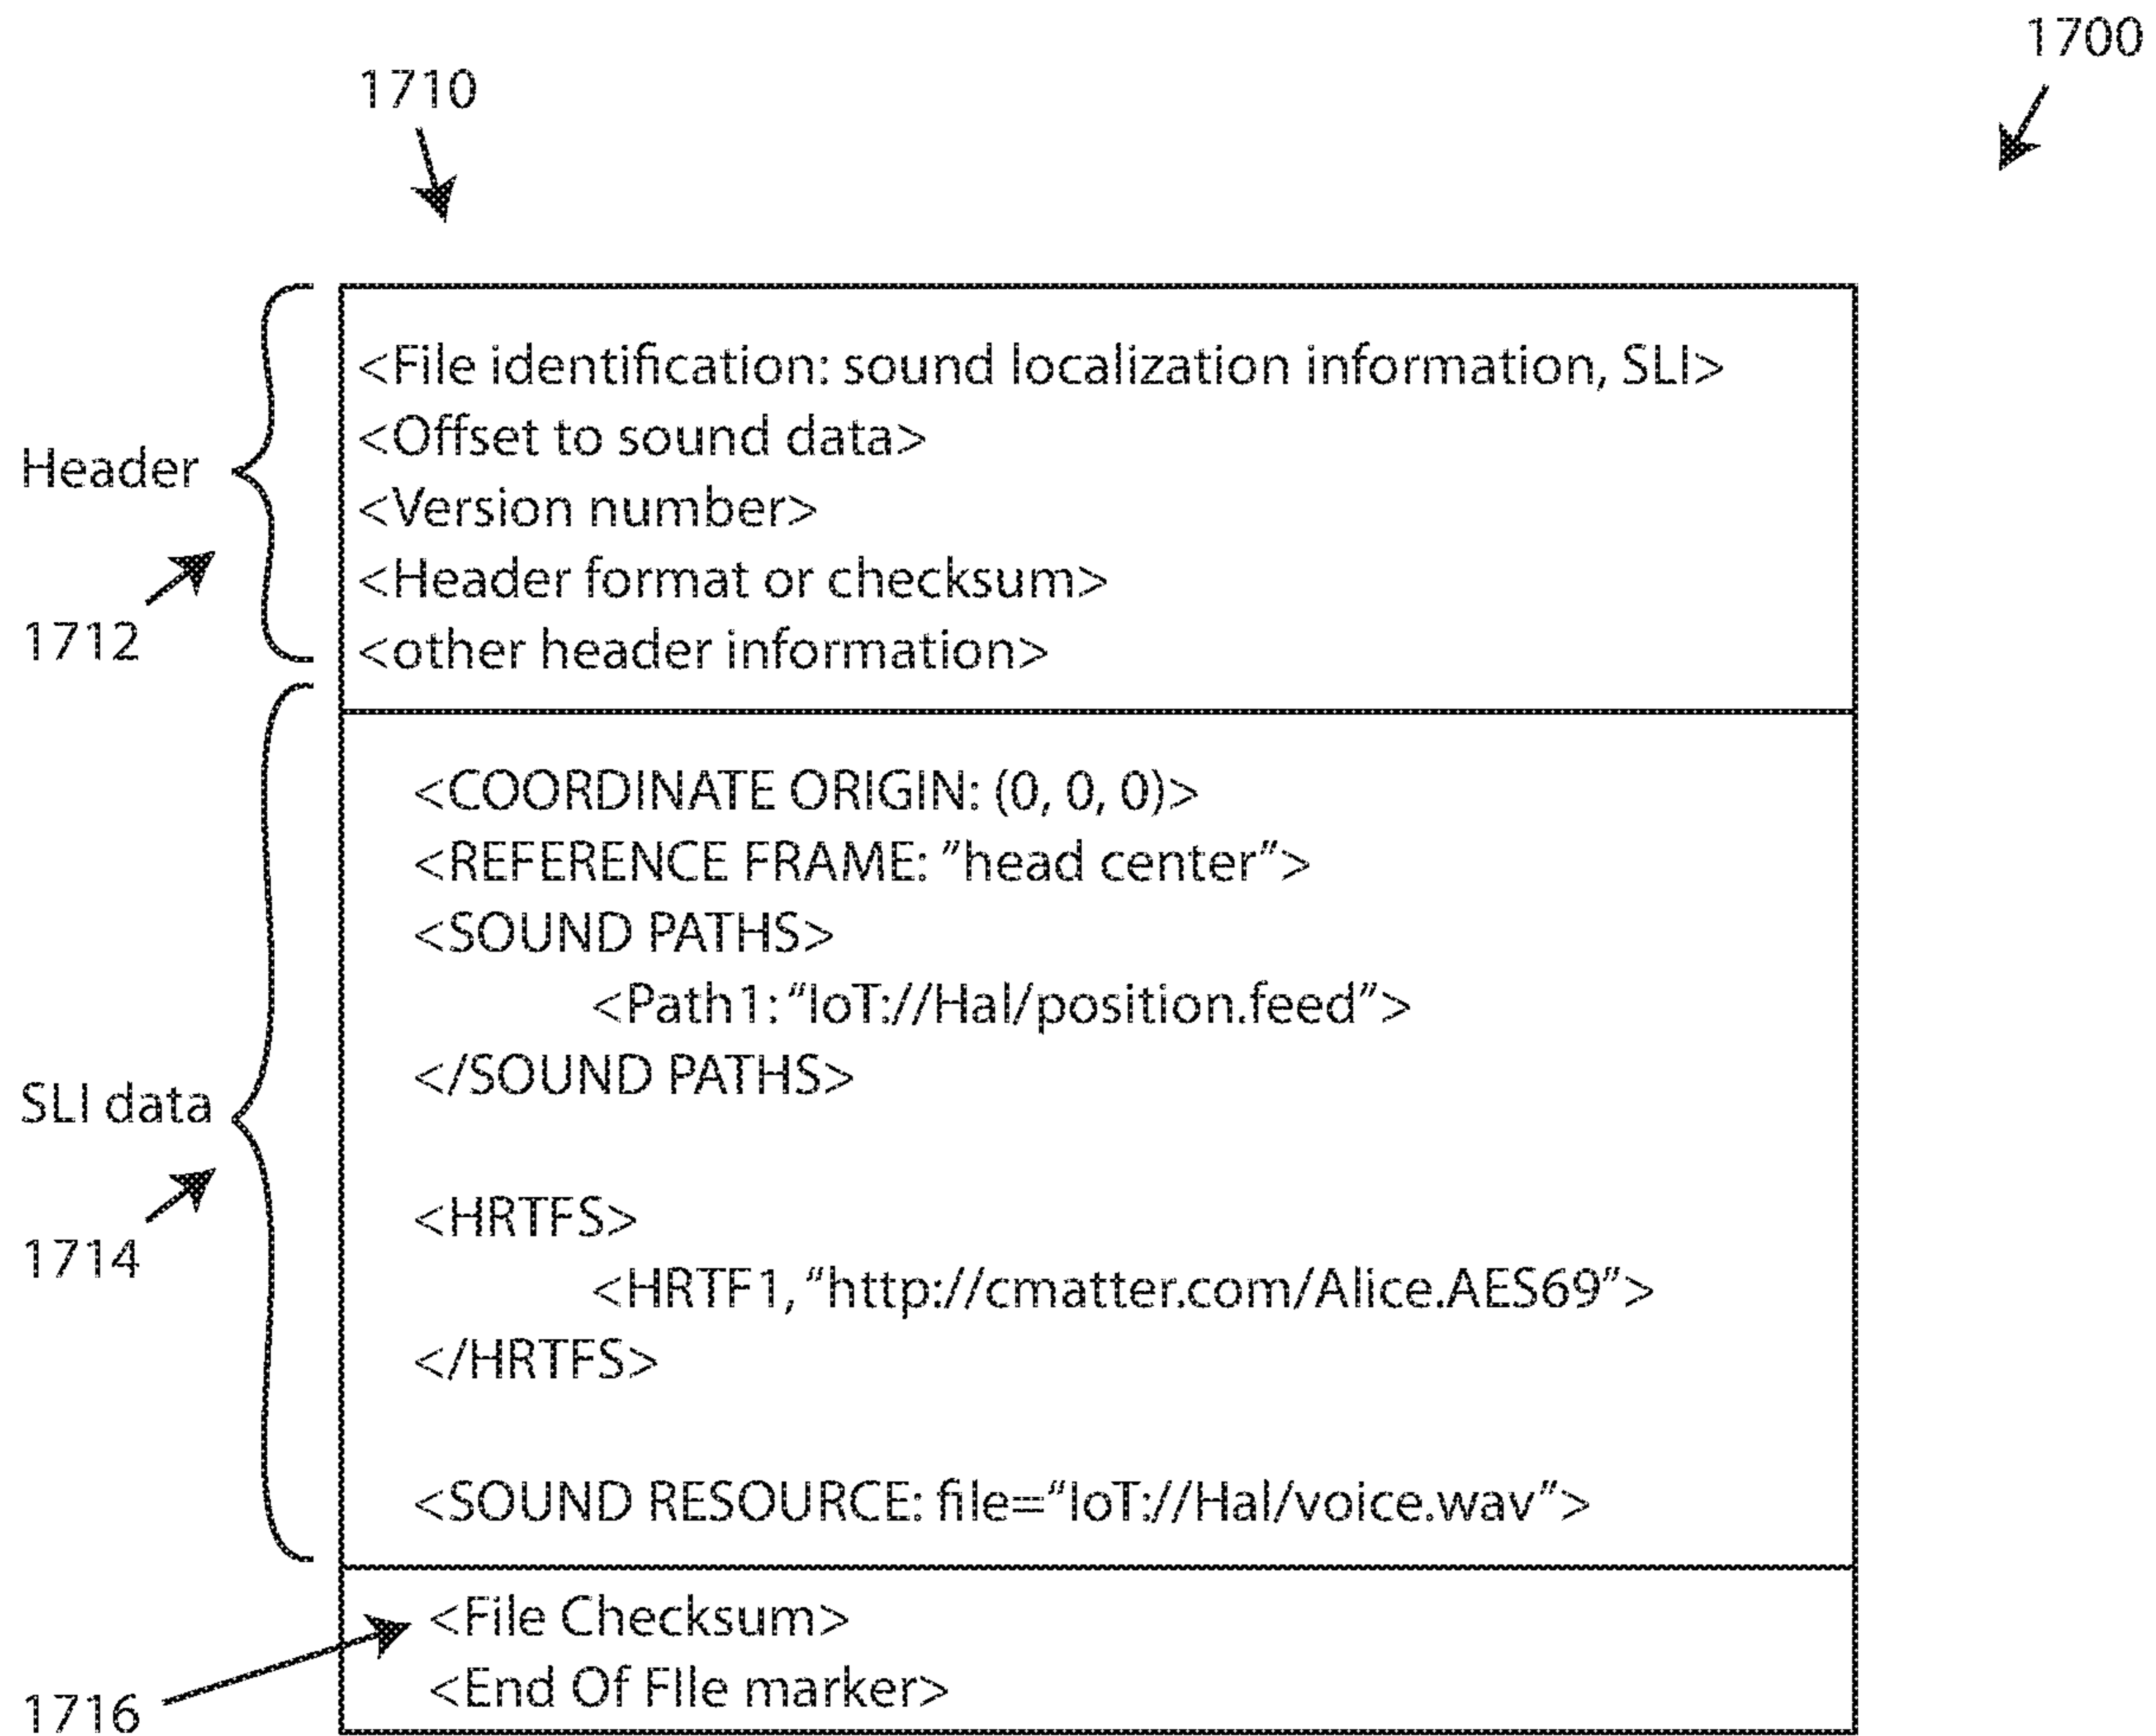 1700
1710
Header
1712
<File identification: sound localization information, SLI>
<Offset to sound data>
<Version number>
<Header format or checksum>
<other header information>
SLI data
1714
<COORDINATE ORIGIN: (0, 0, 0)>
<REFERENCE FRAME: ”head center”>
<SOUND PATHS>
<Path1: “IoT://Hal/position.feed”>
</SOUND PATHS>
<HRTFS>
<HRTF1, “http://cmatter.com/Alice.AES69”>
</HRTFS>
<SOUND RESOURCE: file=“IoT://Hal/voice.wav”>
1716
<File Checksum>
<End Of FIle marker>